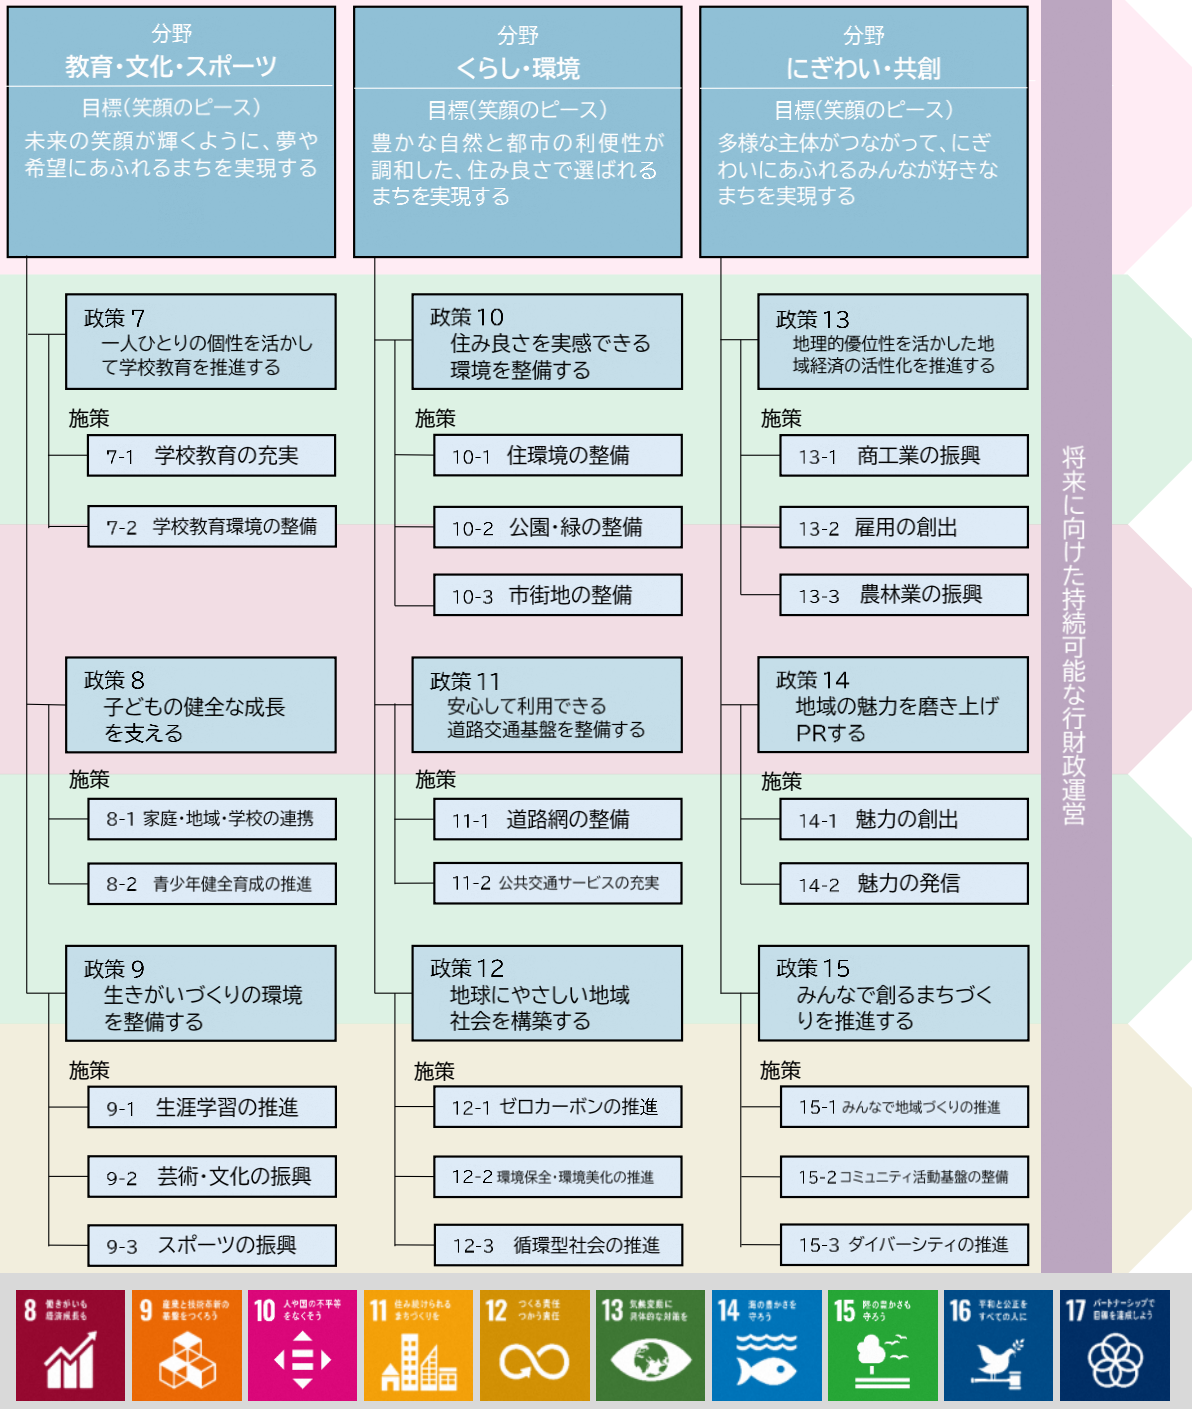 分野
教育・文化・スポーツ
目標(笑顔のピース)
未来の笑顔が輝くように、夢や
希望にあふれるまちを実現する
政策７
一人ひとりの個性を活かし
て学校教育を推進する
施策
7-1 学校教育の充実
7-2 学校教育環境の整備
政策８
子どもの健全な成長
を支える
施策
8-1 家庭・地域・学校の連携
8-2 青少年健全育成の推進
政策９
生きがいづくりの環境
を整備する
施策
9-1 生涯学習の推進
9-2 芸術・文化の振興
9-3 スポーツの振興
分野
くらし・環境
目標(笑顔のピース)
豊かな自然と都市の利便性が
調和した、住み良さで選ばれる
まちを実現する
政策10
住み良さを実感できる
環境を整備する
施策
10-1 住環境の整備
10-2 公園・緑の整備
10-3 市街地の整備
政策11
安心して利用できる
道路交通基盤を整備する
施策
11-1 道路網の整備
11-2 公共交通サービスの充実
政策12
地球にやさしい地域
社会を構築する
施策
12-1 ゼロカーボンの推進
12-2 環境保全・環境美化の推進
12-3 循環型社会の推進
分野
にぎわい・共創
目標(笑顔のピース)
多様な主体がつながって、にぎ
わいにあふれるみんなが好きな
まちを実現する
政策13
地理的優位性を活かした地
域経済の活性化を推進する
施策
13-1 商工業の振興
13-2 雇用の創出
13-3 農林業の振興
政策14
地域の魅力を磨き上げ
PRする
施策
14-1 魅力の創出
14-2 魅力の発信
政策15
みんなで創るまちづく
りを推進する
施策
15-1 みんなで地域づくりの推進
15-2 コミュニティ活動基盤の整備
15-3 ダイバーシティの推進
将来に向けた持続可能な行財政運営
8 働きがいも
経済成長も
9 産業と技術革新の
基盤をつくろう
10 人や国の不平等
をなくそう
11 住み続けられる
まちづくりを
12 つくる責任
つかう責任
13 気候変動に
具体的な対策を
14 海の豊かさを
守ろう
15 陸の豊かさも
守ろう
16 平和と公正を
すべての人に
17 パートナーシップで
目標を達成しよう